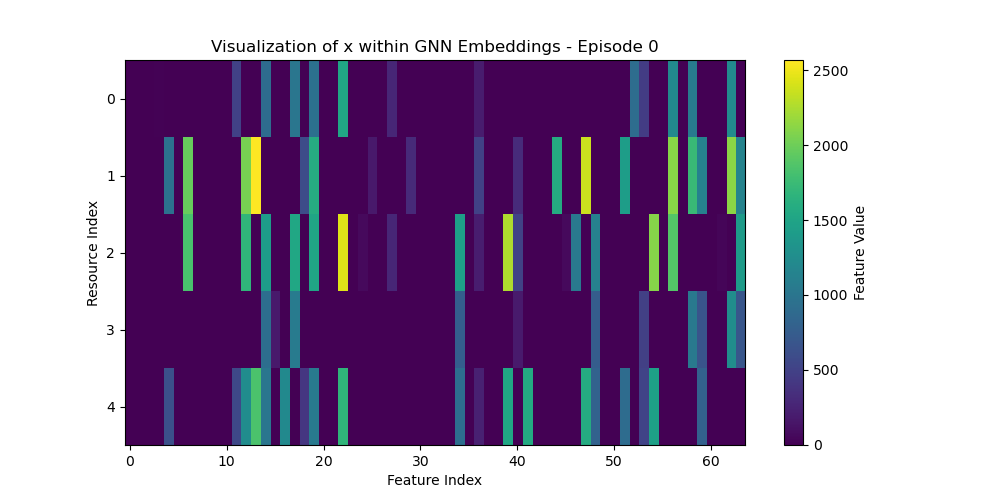 Visualization of x within GNN Embeddings - Episode 0
Resource Index
0
1
2
3
4
0 10 20 30 40 50 60
Feature Index
2500
2000
1500
1000
500
0
Feature Value